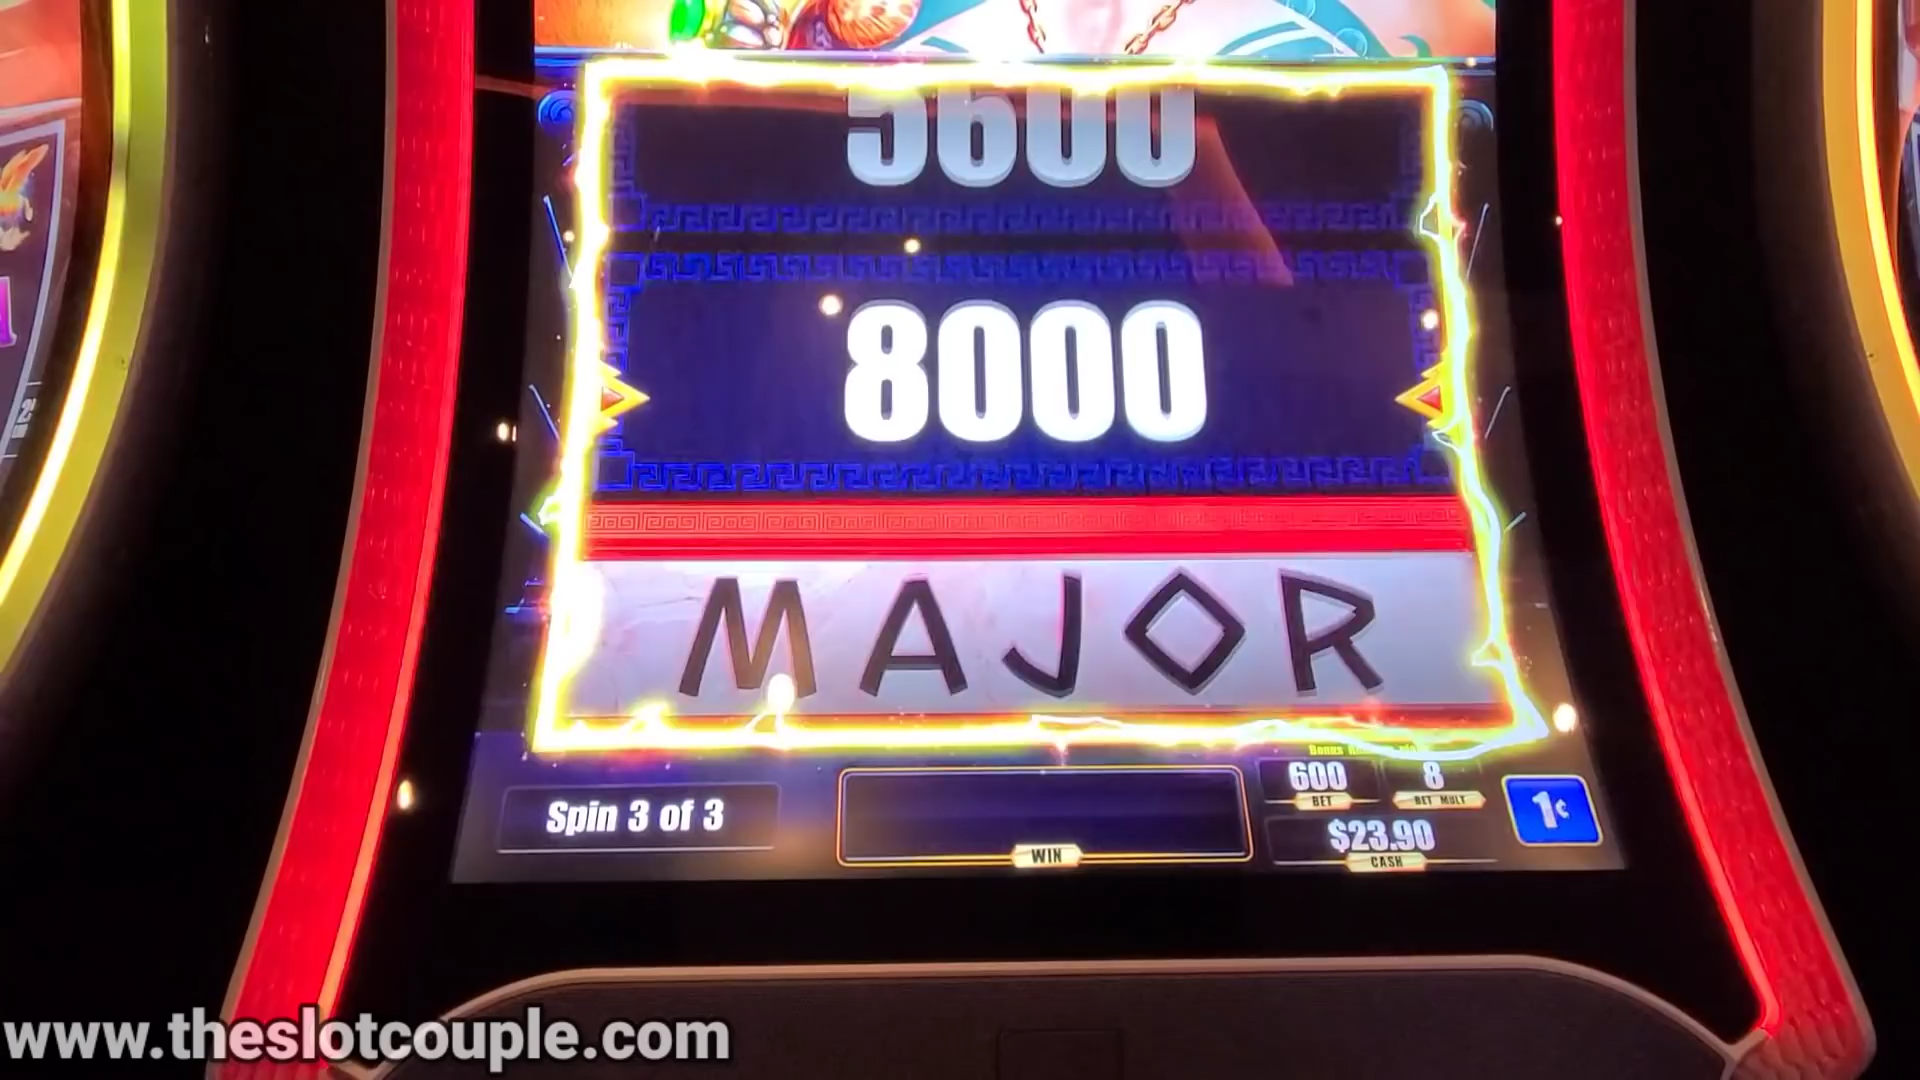 5600
8000
MAJOR
Spin 3 of 3
WIN
600
BET
8
BET MULT
$23.90
CASH
1¢
www.theslotcouple.com